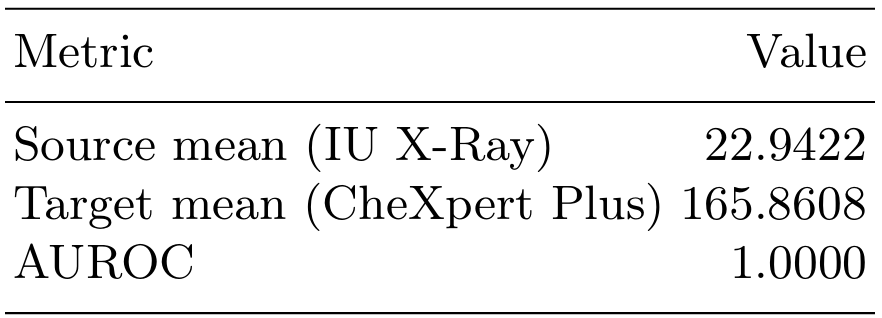 Metric Value
Source mean (IU X-Ray) 22.9422
Target mean (CheXpert Plus) 165.8608
AUROC 1.0000